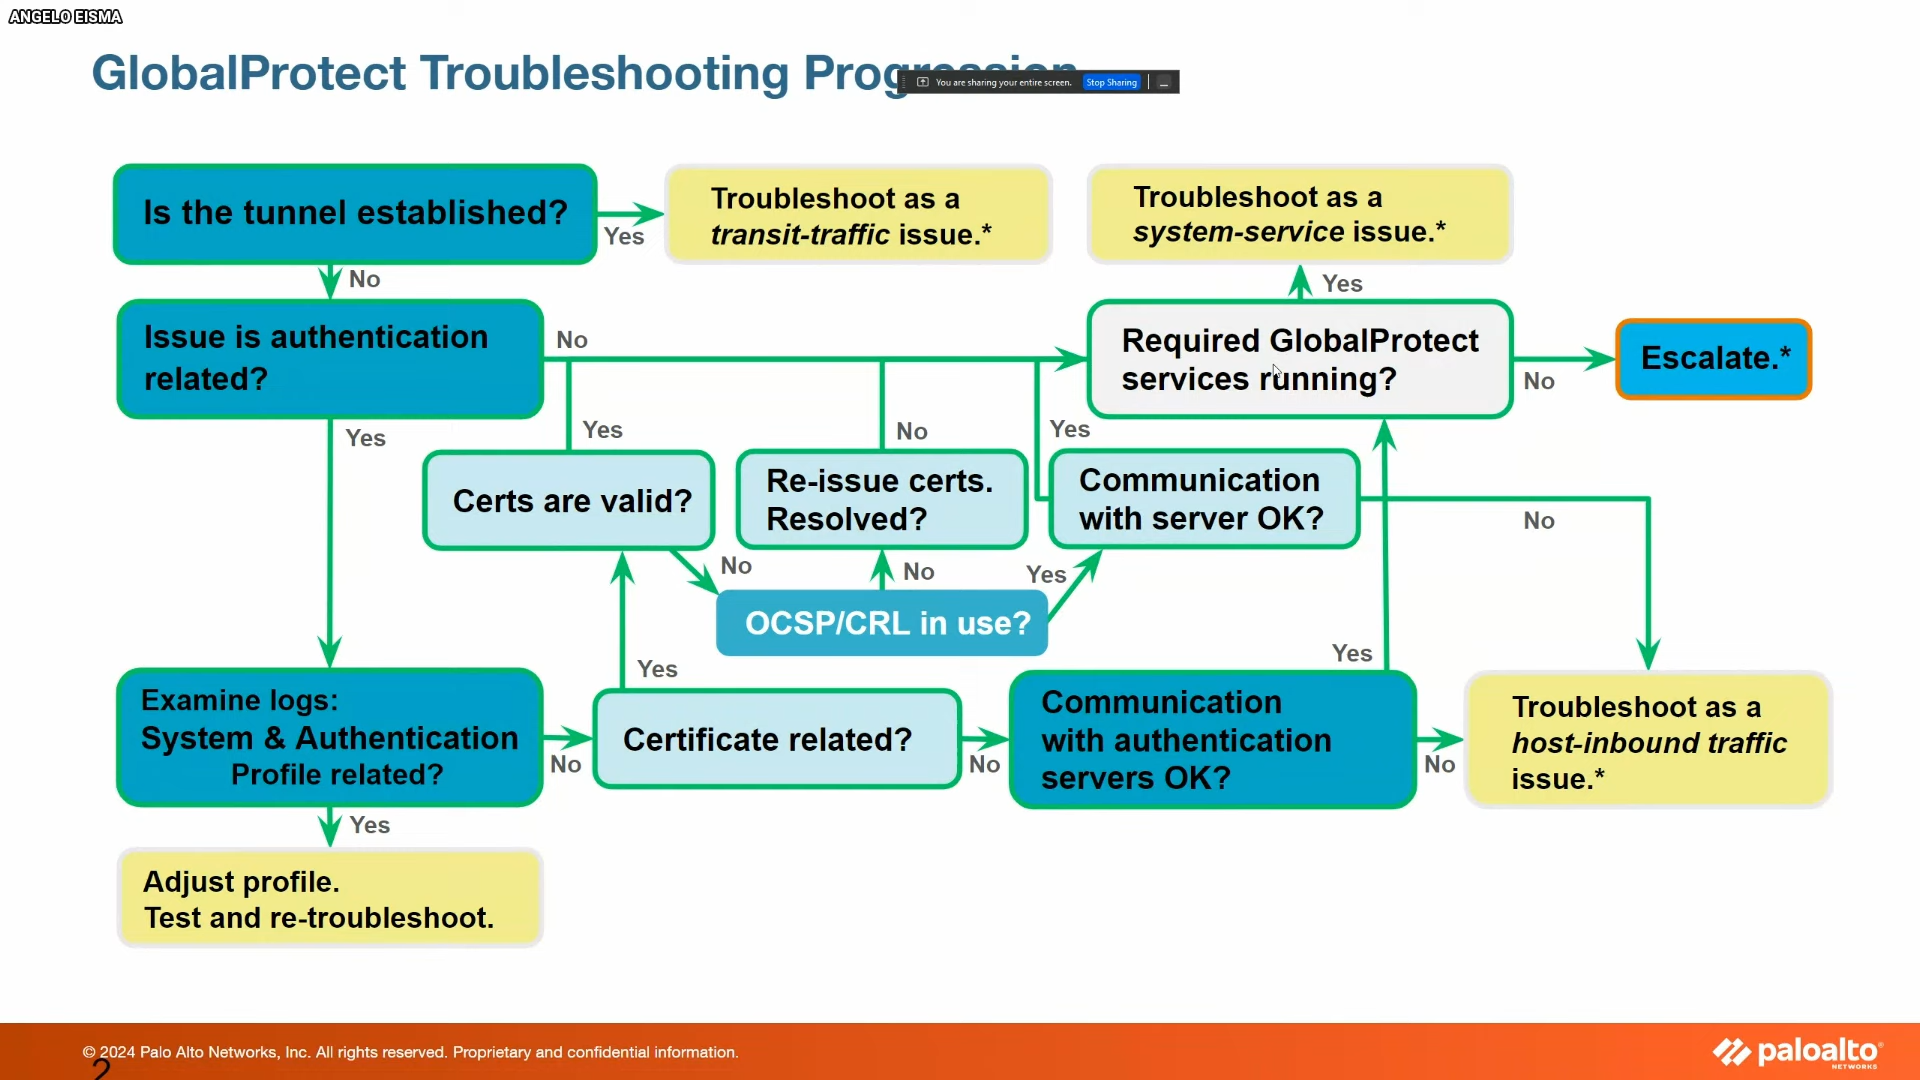 ANGELO EISMA
GlobalProtect Troubleshooting
You are sharing your entire screen. Stop Sharing
Is the tunnel established?
Yes
Troubleshoot as a
transit-traffic issue.*
Troubleshoot as a
system-service issue.*
No
Yes
Issue is authentication
related?
No
Required GlobalProtect
services running?
No
Escalate.*
Yes
Yes
No
Yes
Certs are valid?
Re-issue certs.
Resolved?
Communication
with server OK?
No
No
No
Yes
OCSP/CRL in use?
Yes
Yes
Examine logs:
System & Authentication
Profile related?
No
Certificate related?
No
Communication
with authentication
servers OK?
No
Troubleshoot as a
host-inbound traffic
issue.*
Yes
Adjust profile.
Test and re-troubleshoot.
© 2024 Palo Alto Networks, Inc. All rights reserved. Proprietary and confidential information.
2
paloalto
NETWORKS